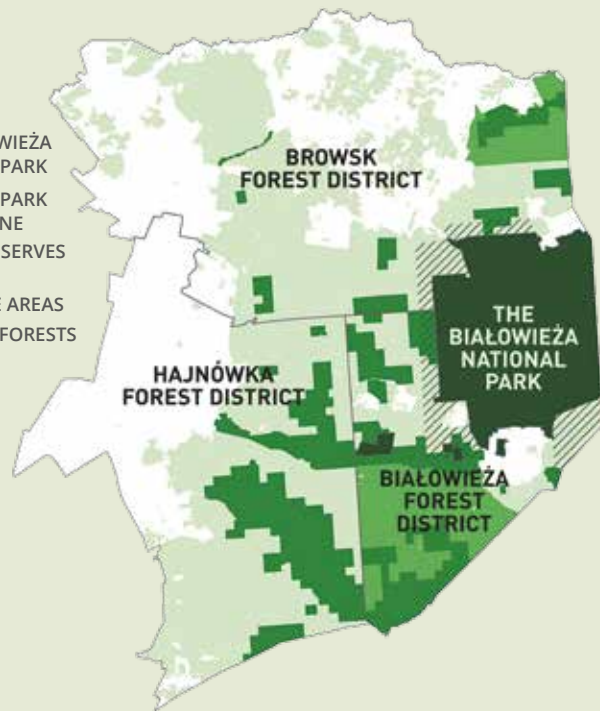 WIEŻA
PARK
PARK
NE
SERVES
E AREAS
FORESTS
BROWSK
FOREST DISTRICT
THE
BIAŁOWIEŻA
NATIONAL
PARK
HAJNÓWKA
FOREST DISTRICT
BIAŁOWIEŻA
FOREST
DISTRICT